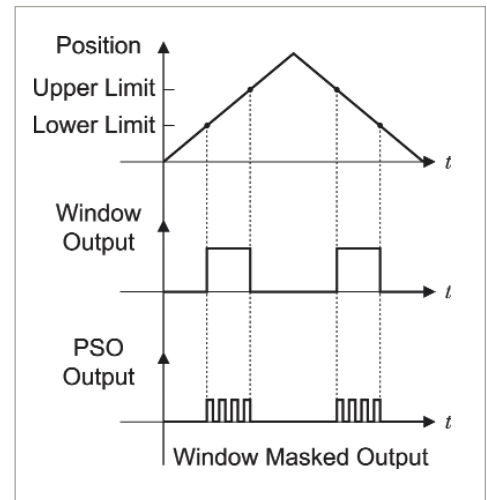 Position
Upper Limit
Lower Limit
t
Window
Output
t
PSO
Output
t
Window Masked Output